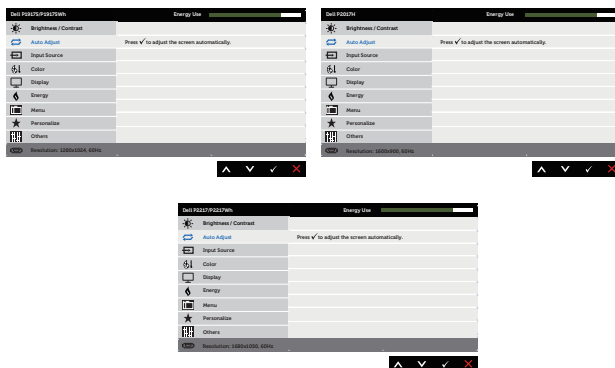 Dell P1917S/P1917SWh Energy Use
Brightness / Contrast
Auto Adjust Press ✓ to adjust the screen automatically.
Input Source
Color
Display
Energy
Menu
Personalize
Others
Resolution: 1280x1024, 60Hz
Dell P2017H Energy Use
Brightness / Contrast
Auto Adjust Press ✓ to adjust the screen automatically.
Input Source
Color
Display
Energy
Menu
Personalize
Others
Resolution: 1600x900, 60Hz
Dell P2217/P2217Wh Energy Use
Brightness / Contrast
Auto Adjust Press ✓ to adjust the screen automatically.
Input Source
Color
Display
Energy
Menu
Personalize
Others
Resolution: 1680x1050, 60Hz